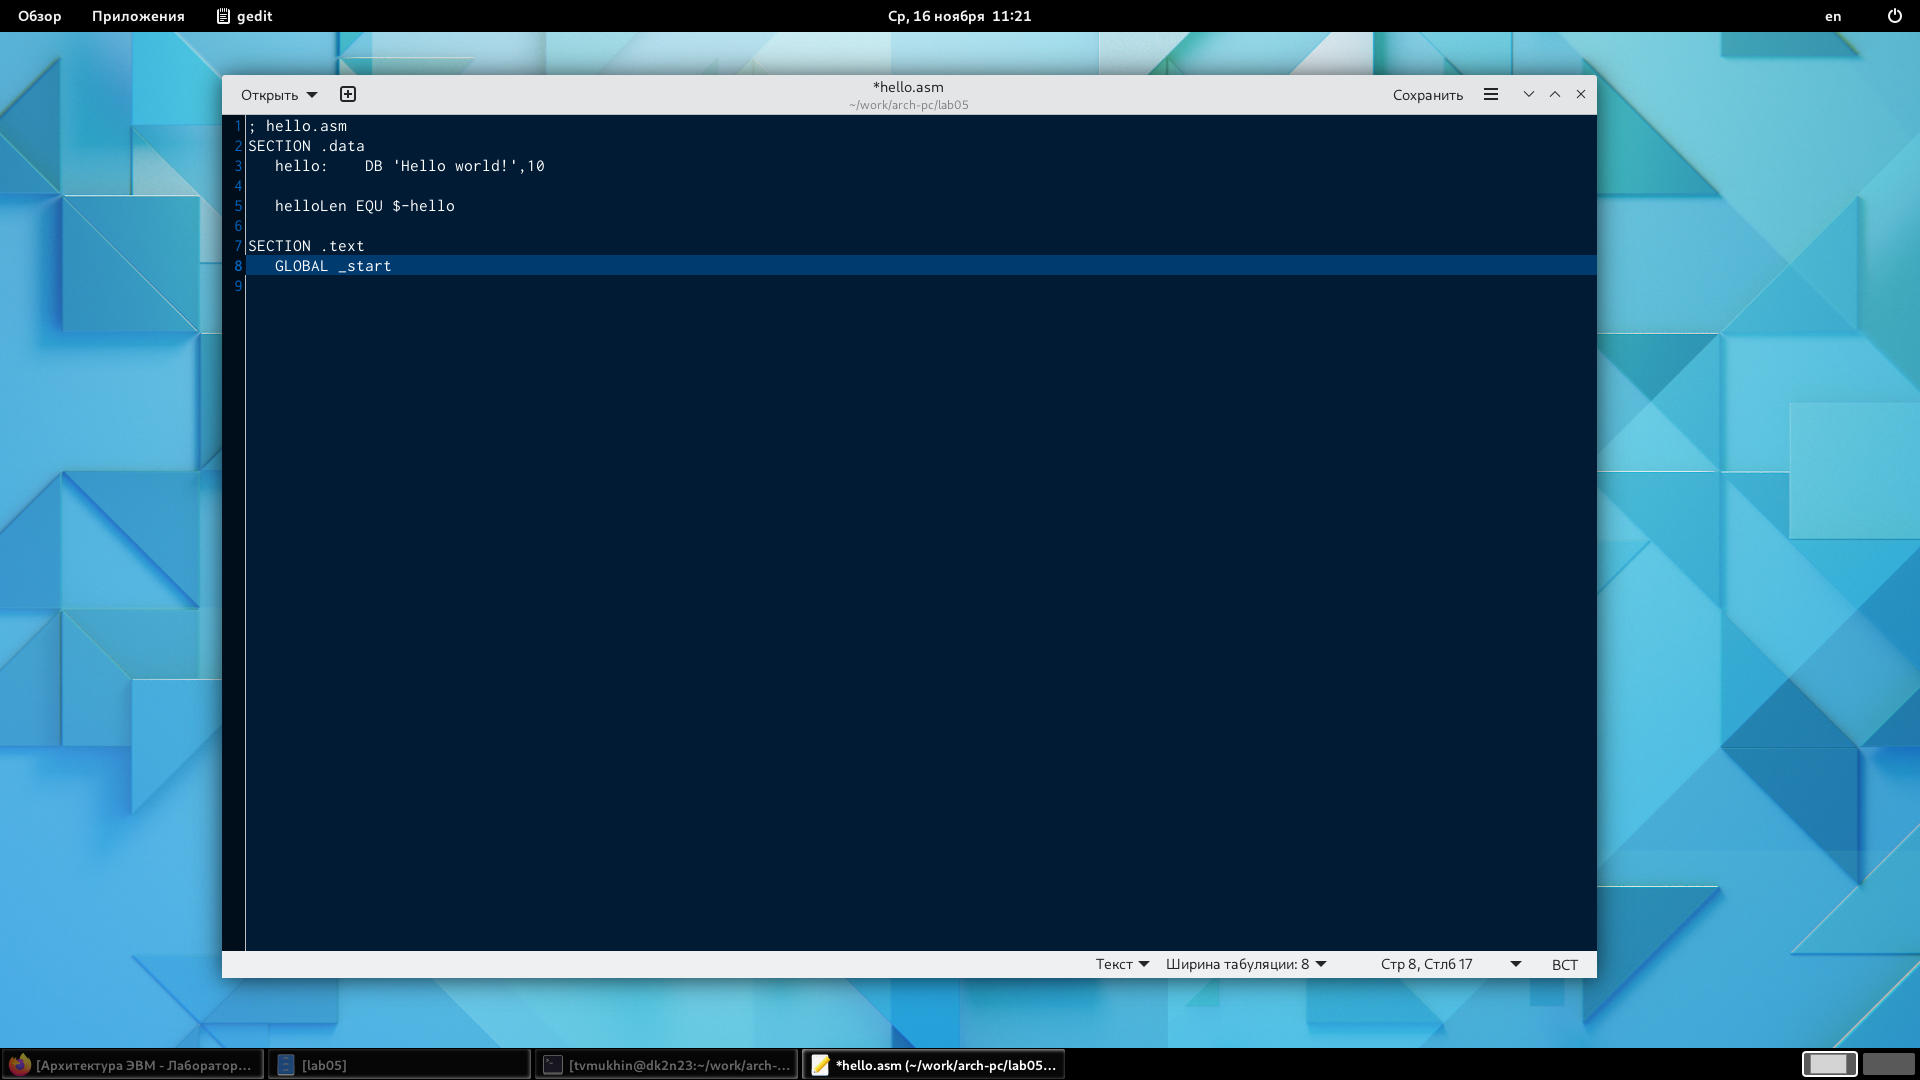 Обзор Приложения gedit Ср, 16 ноября 11:21 en
Открыть *hello.asm Сохранить
~/work/arch-pc/lab05
1 ; hello.asm
2 SECTION .data
3    hello:    DB 'Hello world!',10
4
5    helloLen EQU $-hello
6
7 SECTION .text
8    GLOBAL _start
9
Текст Ширина табуляции: 8 Стр 8, Стлб 17 ВСТ
[Архитектура ЭВМ - Лаборатор… [lab05] [tvmukhin@dk2n23:~/work/arch-… *hello.asm (~/work/arch-pc/lab05…